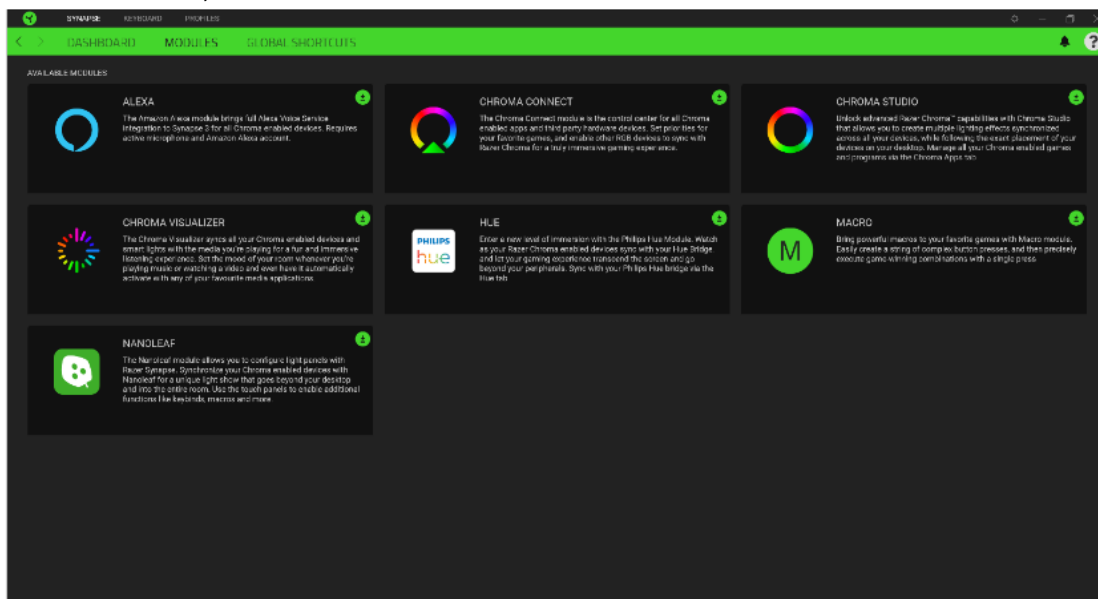 SYNAPSE KEYBOARD PROFILES
DASHBOARD MODULES GLOBAL SHORTCUTS
?
AVAILABLE MODULES
ALEXA
The Amazon Alexa module brings full Alexa Voice Service
integration to Synapse 3 for all Chroma enabled devices. Requires
active microphone and Amazon Alexa account.
CHROMA CONNECT
The Chroma Connect module is the control center for all Chroma
enabled apps and third party hardware devices. Set priorities for
your favorite games, and enable other RGB devices to sync with
Razer Chroma for a truly immersive gaming experience.
CHROMA STUDIO
Unlock advanced Razer Chroma™ capabilities with Chroma Studio
that allows you to create multiple lighting effects synchronized
across all your devices, while following the exact placement of your
devices on your desktop. Manage all your Chroma enabled games
and programs via the Chroma Apps tab
CHROMA VISUALIZER
The Chroma Visualizer syncs all your Chroma enabled devices and
smart lights with the media you're playing for a fun and immersive
listening experience. Set the mood of your room whenever you're
playing music or watching a video and even have it automatically
activate with any of your favourite media applications.
PHILIPS
hue
HUE
Enter a new level of immersion with the Philips Hue Module. Watch
as your Razer Chroma enabled devices sync with your Hue Bridge
and let your gaming experience transcend the screen and go
beyond your peripherals. Sync with your Philips Hue bridge via the
Hue tab
M
MACRO
Bring powerful macros to your favorite games with Macro module.
Easily create a string of complex button presses, and then precisely
execute game-winning combinations with a single press
NANOLEAF
The Nanoleaf module allows you to configure light panels with
Razer Synapse. Synchronize your Chroma enabled devices with
Nanoleaf for a unique light show that goes beyond your desktop
and into the entire room. Use the touch panels to enable additional
functions like keybinds, macros and more